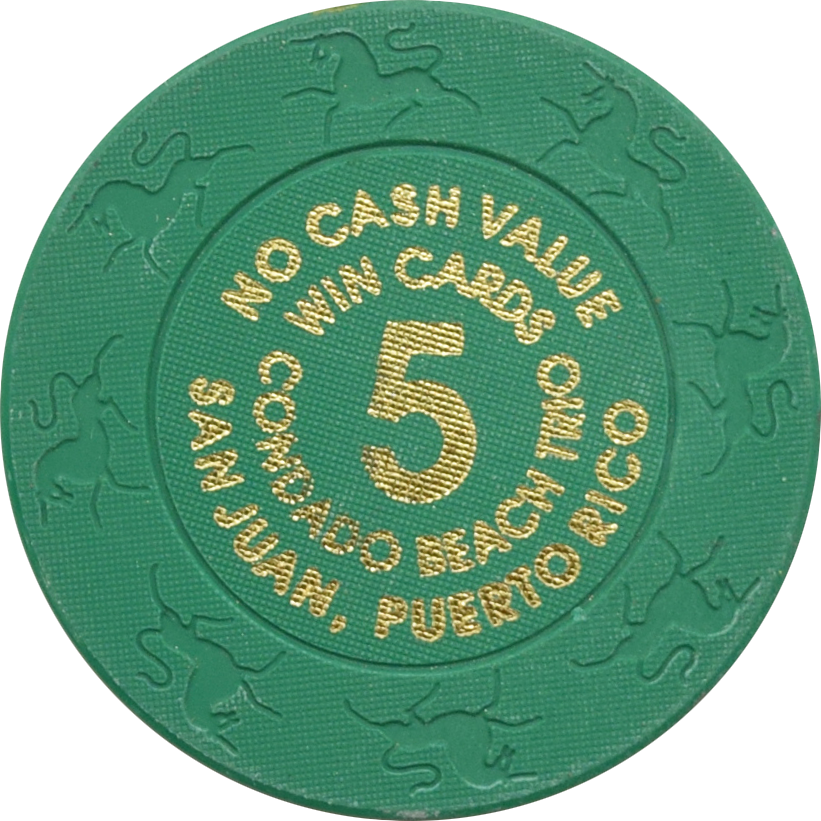 NO CASH VALUE
WIN CARDS
5
CONDADO BEACH TRIO
SAN JUAN, PUERTO RICO